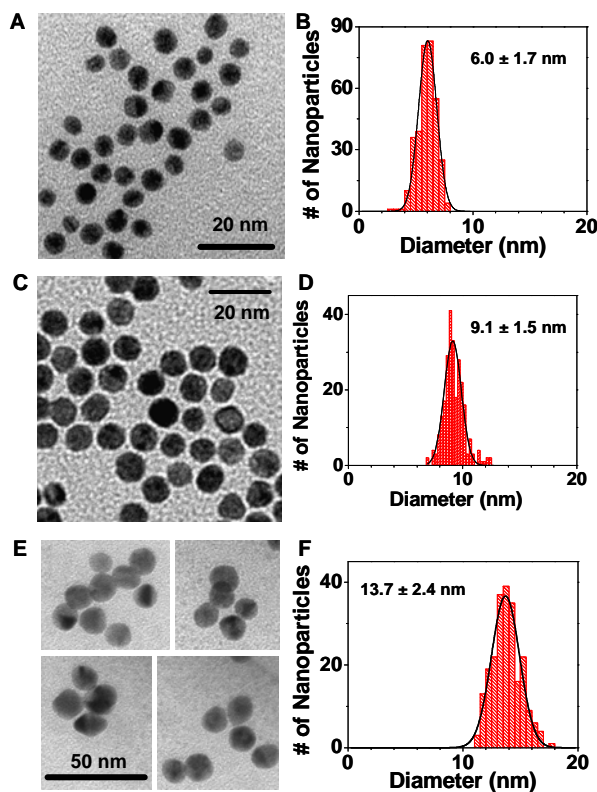 A
20 nm
B
# of Nanoparticles
90
60
30
0
6.0 ± 1.7 nm
0
10
20
Diameter (nm)
C
20 nm
D
# of Nanoparticles
40
20
0
9.1 ± 1.5 nm
0
10
20
Diameter (nm)
E
50 nm
F
# of Nanoparticles
40
20
0
13.7 ± 2.4 nm
0
10
20
Diameter (nm)